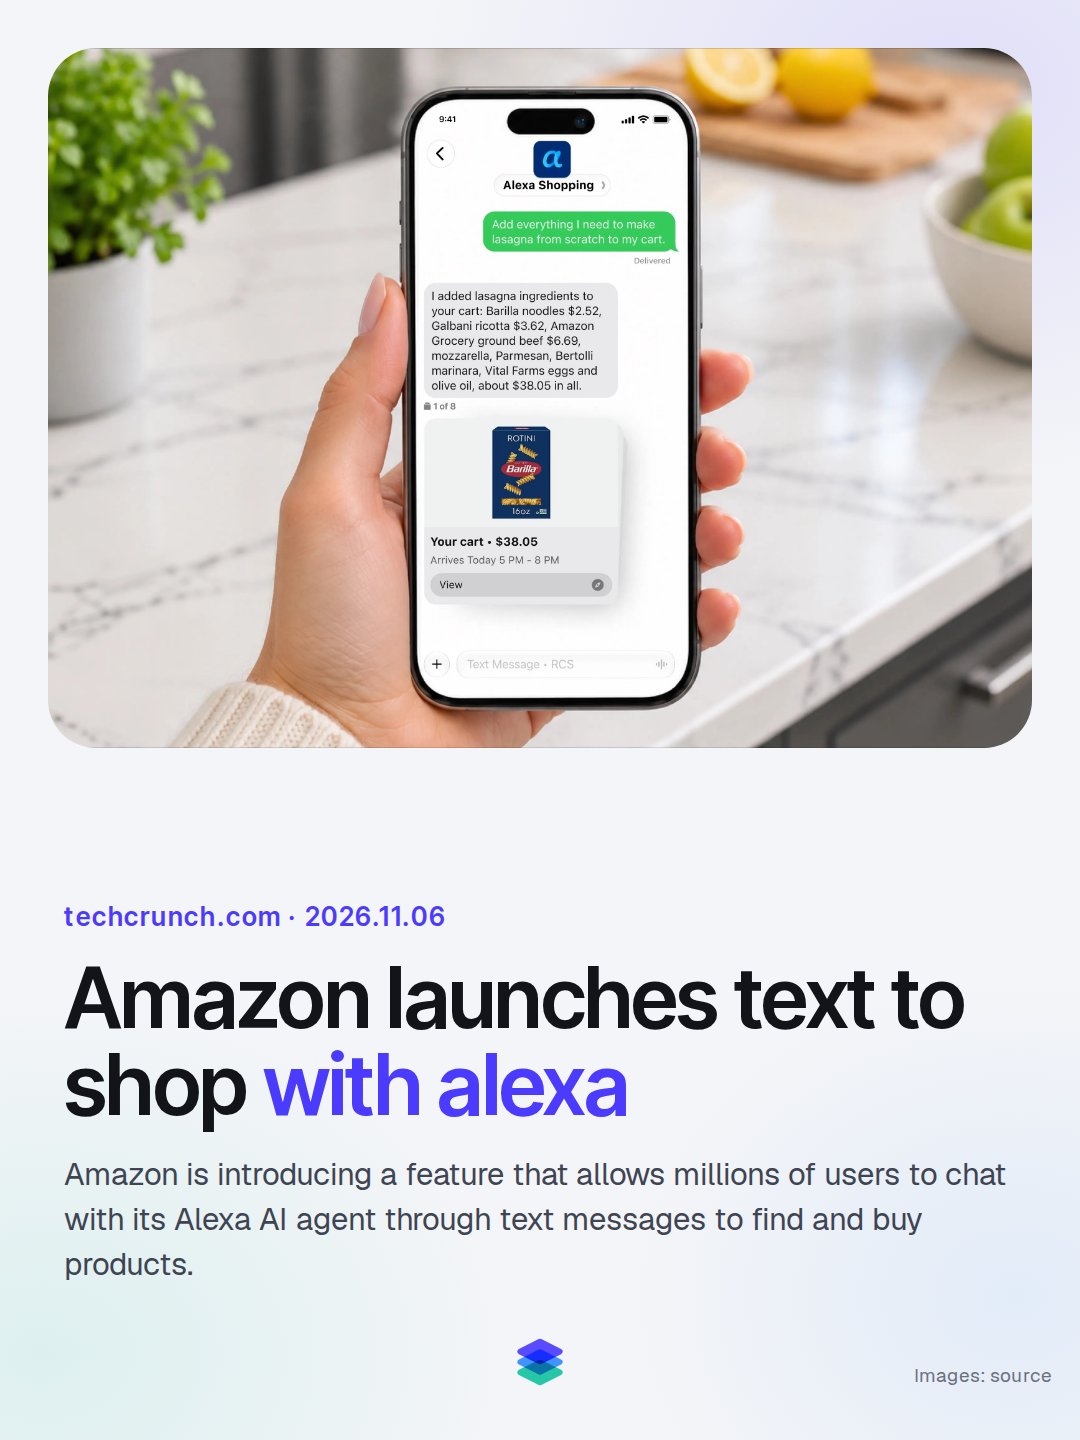 9:41
a
Alexa Shopping
Add everything I need to make
lasagna from scratch to my cart.
Delivered
I added lasagna ingredients to
your cart: Barilla noodles $2.52,
Galbani ricotta $3.62, Amazon
Grocery ground beef $6.69,
mozzarella, Parmesan, Bertolli
marinara, Vital Farms eggs and
olive oil, about $38.05 in all.
1 of 8
ROTINI
Barilla
16oz
Your cart • $38.05
Arrives Today 5 PM - 8 PM
View
Text Message • RCS
techcrunch.com · 2026.11.06
Amazon launches text to
shop with alexa
Amazon is introducing a feature that allows millions of users to chat
with its Alexa AI agent through text messages to find and buy
products.
Images: source